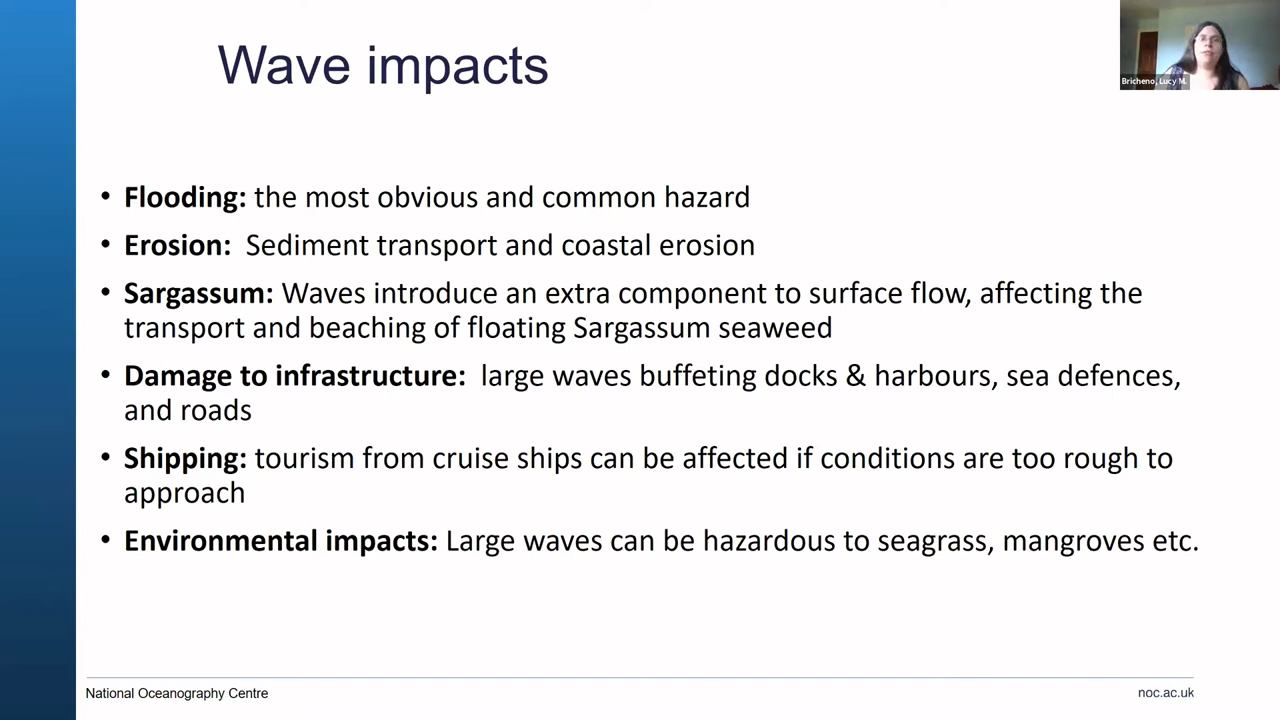 Wave impacts
Bricheno, Lucy M.
• Flooding: the most obvious and common hazard
• Erosion:  Sediment transport and coastal erosion
• Sargassum: Waves introduce an extra component to surface flow, affecting the
transport and beaching of floating Sargassum seaweed
• Damage to infrastructure:  large waves buffeting docks & harbours, sea defences,
and roads
• Shipping: tourism from cruise ships can be affected if conditions are too rough to
approach
• Environmental impacts: Large waves can be hazardous to seagrass, mangroves etc.
National Oceanography Centre
noc.ac.uk